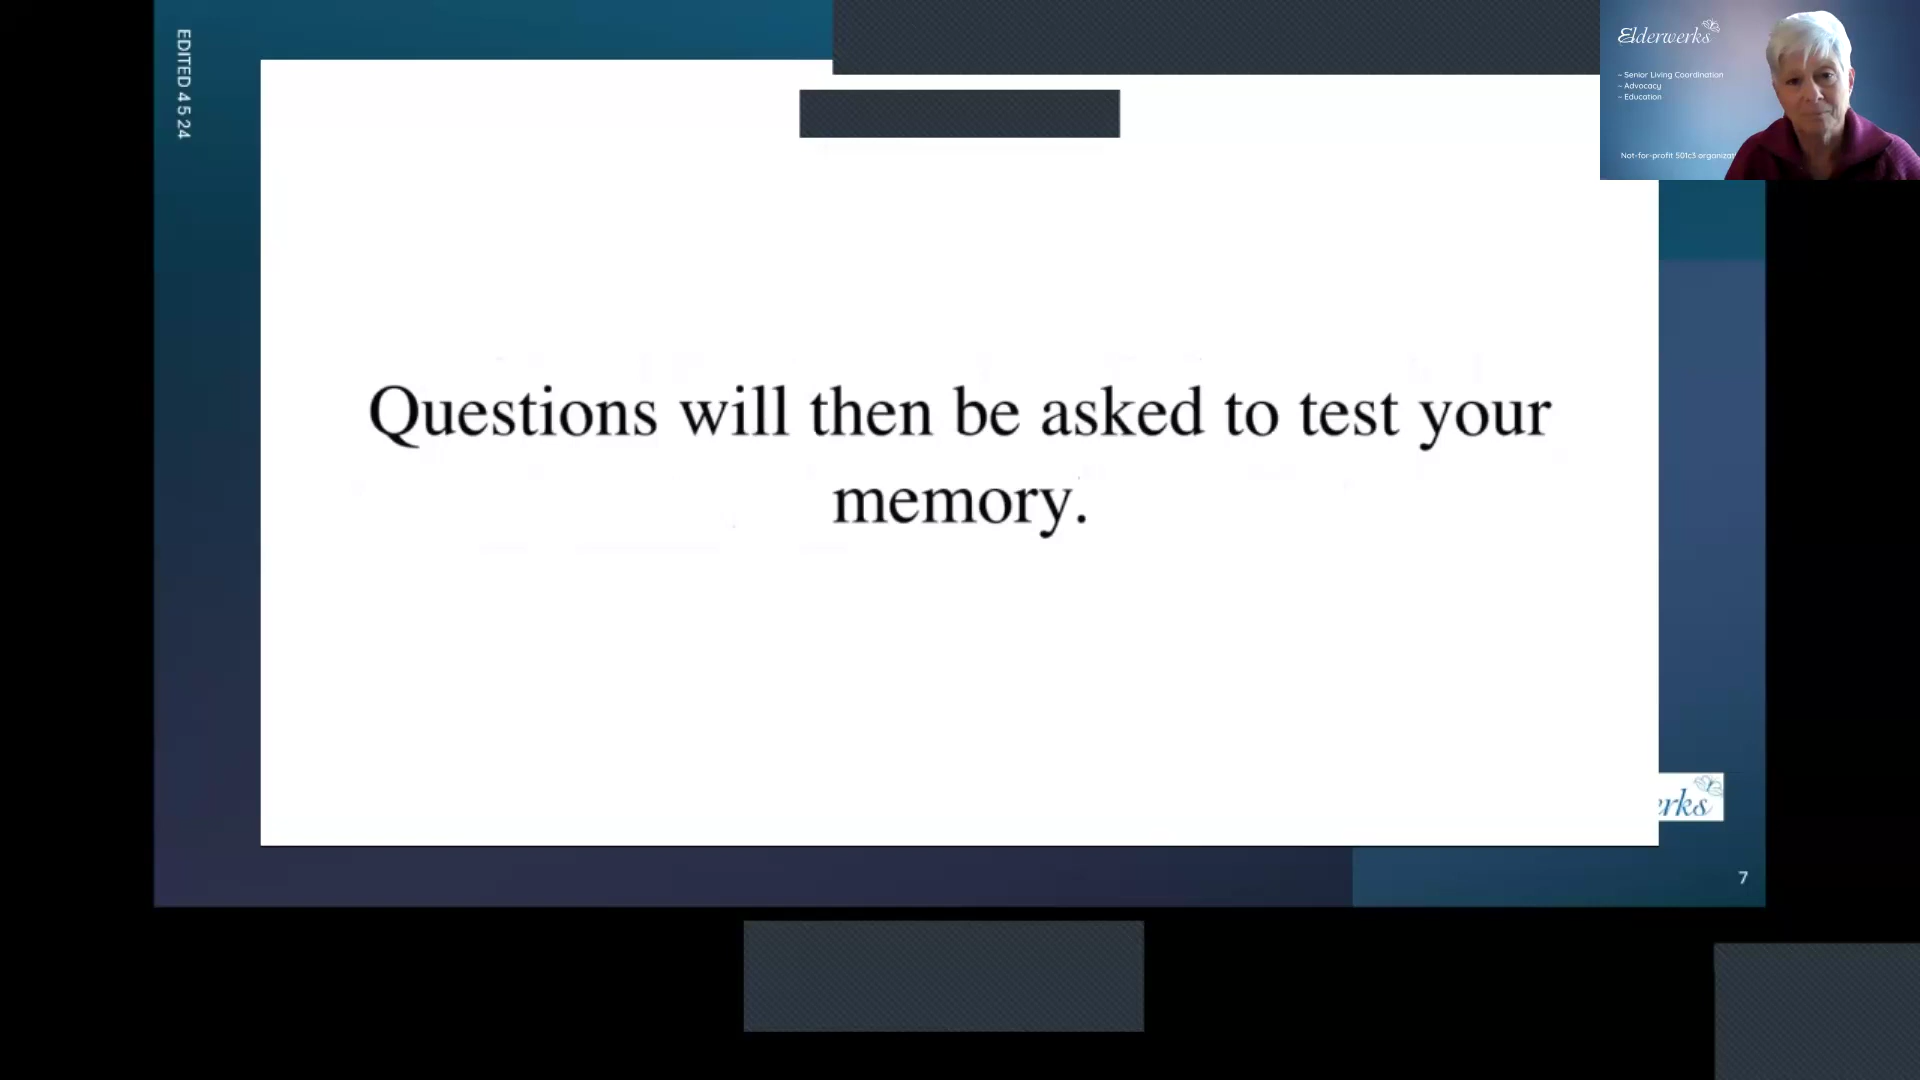 EDITED 4 5 24
Elderwerks
– Senior Living Coordination
– Advocacy
– Education
Not-for-profit 501c3
Questions will then be asked to test your
memory.
erks
7